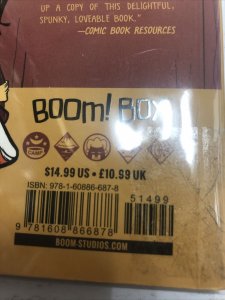 UP A COPY OF THIS DELIGHTFUL,
SPUNKY, LOVEABLE BOOK."
—COMIC BOOK RESOURCES
BOOM! BOX
CAMP
$14.99 US • £10.99 UK
ISBN: 978-1-60886-687-8
51499
9 781608 866878
BOOM-STUDIOS.COM